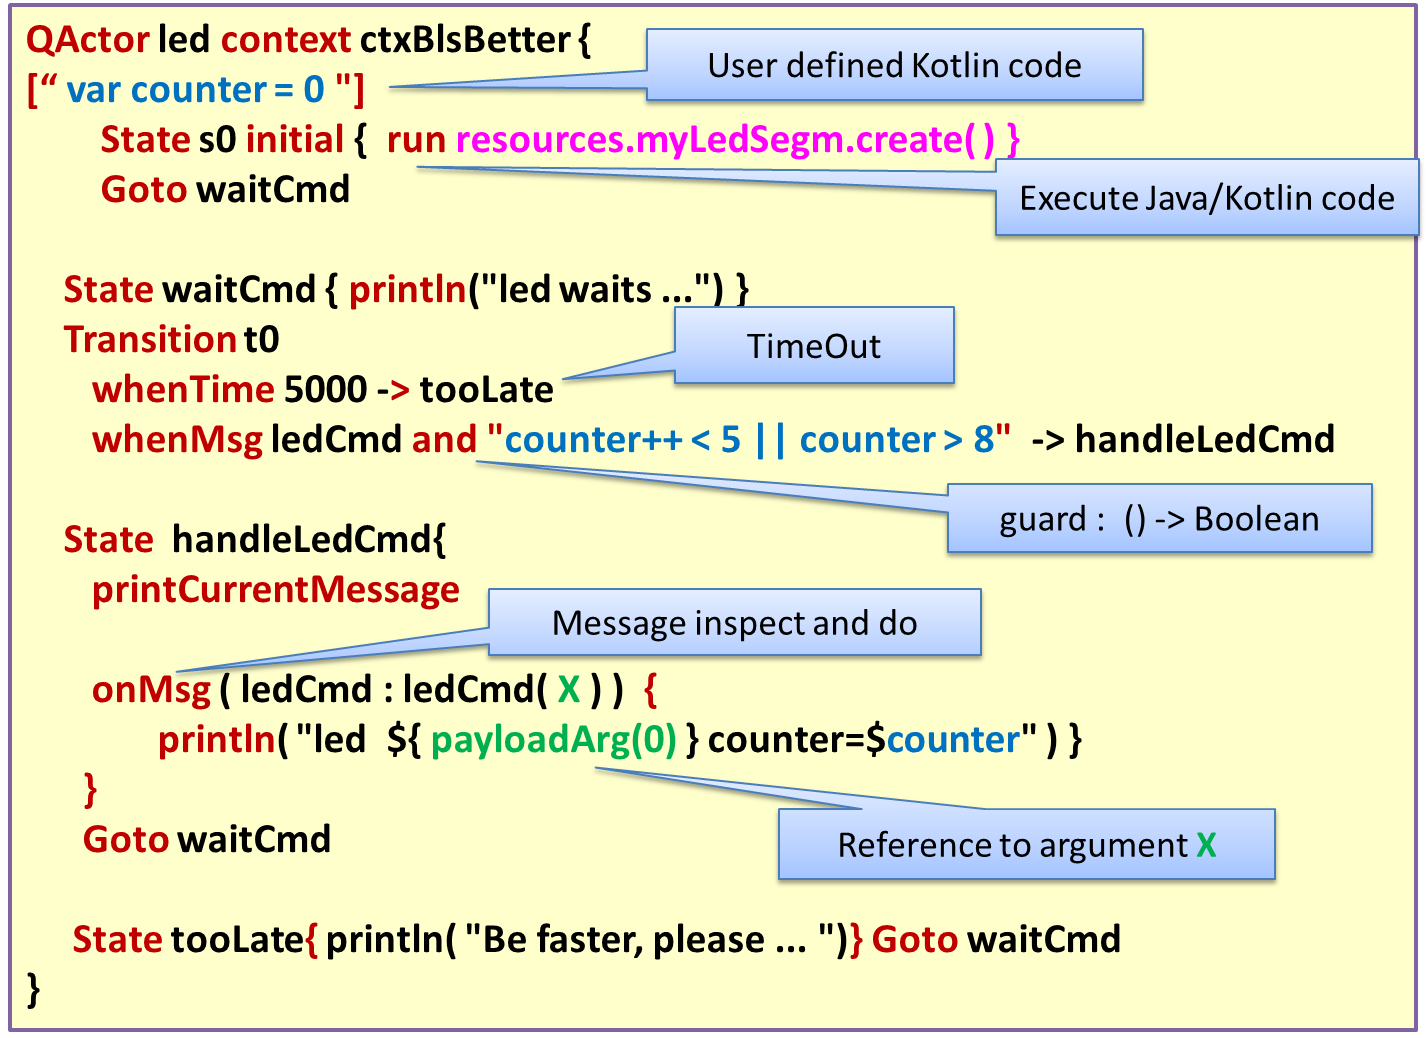 QActor led context ctxBlsBetter {
User defined Kotlin code
[“ var counter = 0 "]
State s0 initial { run resources.myLedSegm.create( ) }
Goto waitCmd
Execute Java/Kotlin code
State waitCmd { println("led waits ...") }
Transition t0
TimeOut
whenTime 5000 -> tooLate
whenMsg ledCmd and "counter++ < 5 || counter > 8" -> handleLedCmd
guard : () -> Boolean
State handleLedCmd{
printCurrentMessage
Message inspect and do
onMsg ( ledCmd : ledCmd( X ) ) {
println( "led ${ payloadArg(0) } counter=$counter" ) }
}
Goto waitCmd
Reference to argument X
State tooLate{ println( "Be faster, please ... ")} Goto waitCmd
}